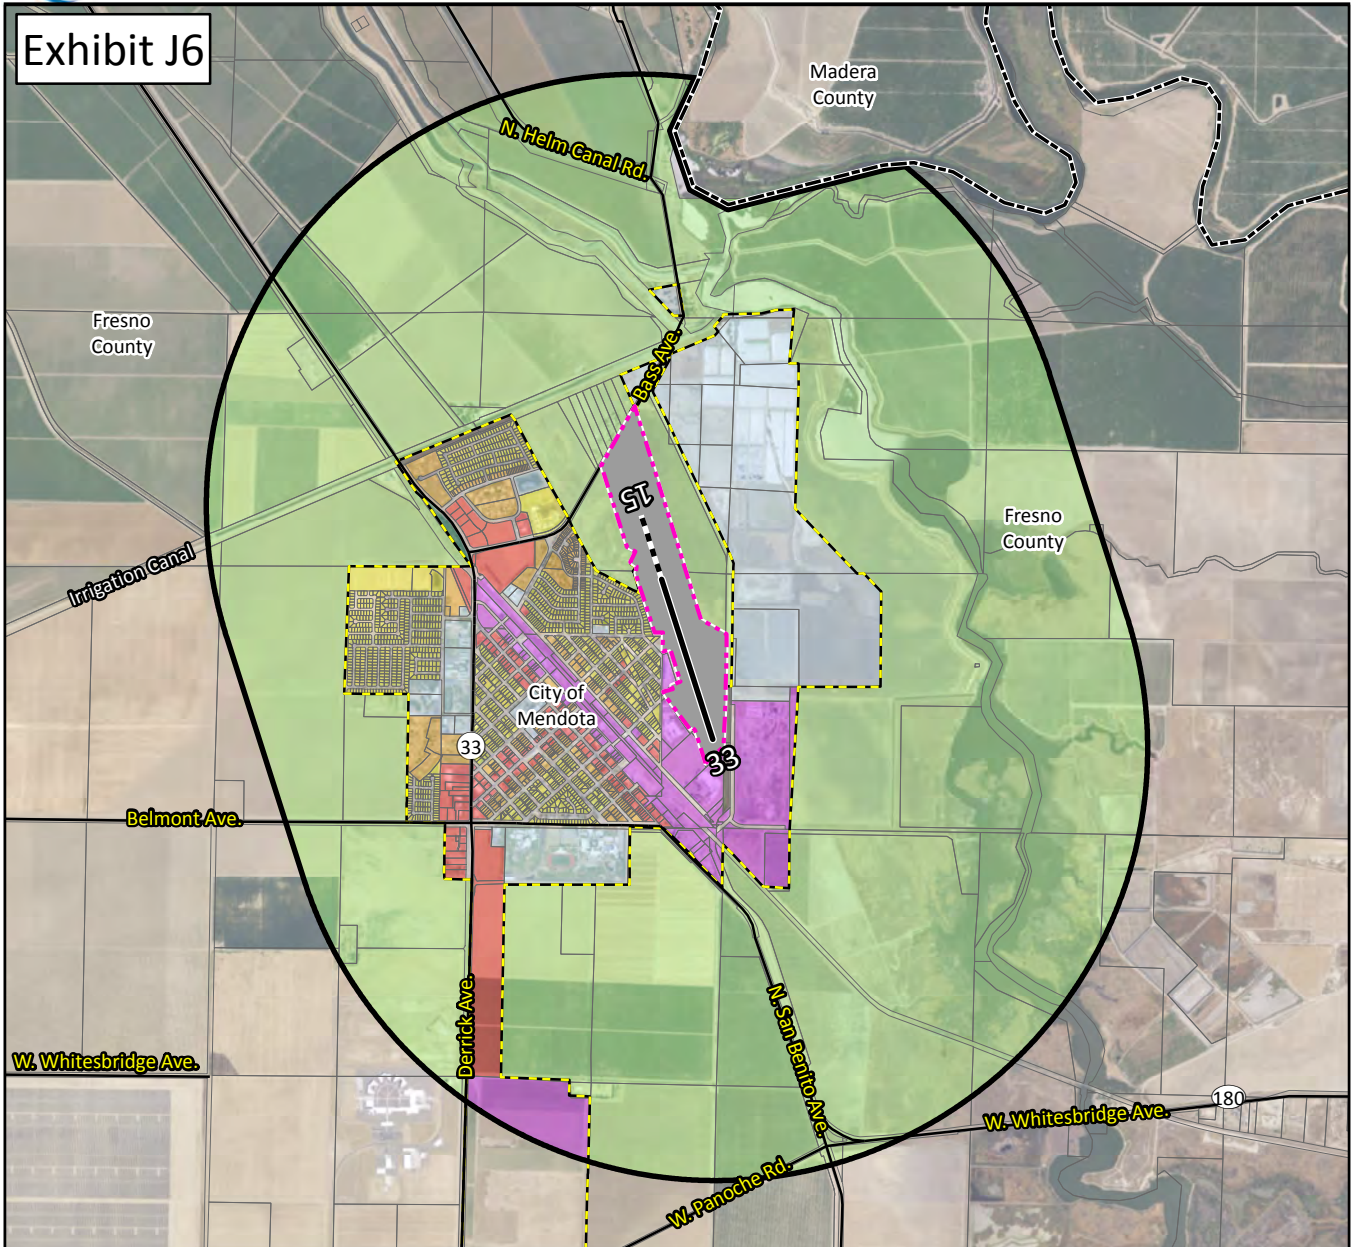 Exhibit J6
Madera
County
N. Helm Canal Rd.
Fresno
County
Bass Ave.
15
Fresno
County
Irrigation Canal
City of
Mendota
33
33
Belmont Ave.
Derrick Ave.
N. San Benito Ave.
W. Whitesbridge Ave.
180
W. Whitesbridge Ave.
W. Panoche Rd.